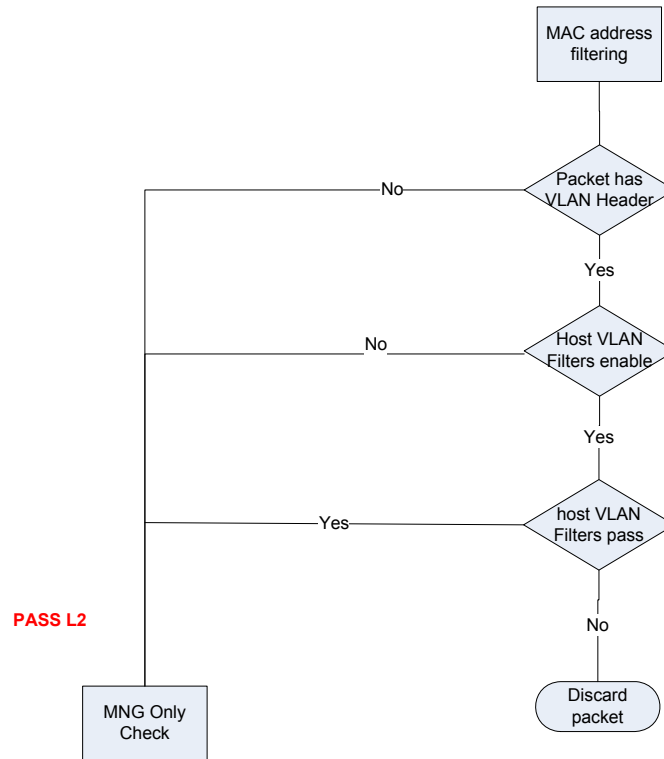 MAC address
filtering
Packet has
VLAN Header
No
Yes
Host VLAN
Filters enable
No
Yes
host VLAN
Filters pass
Yes
No
PASS L2
MNG Only
Check
Discard
packet